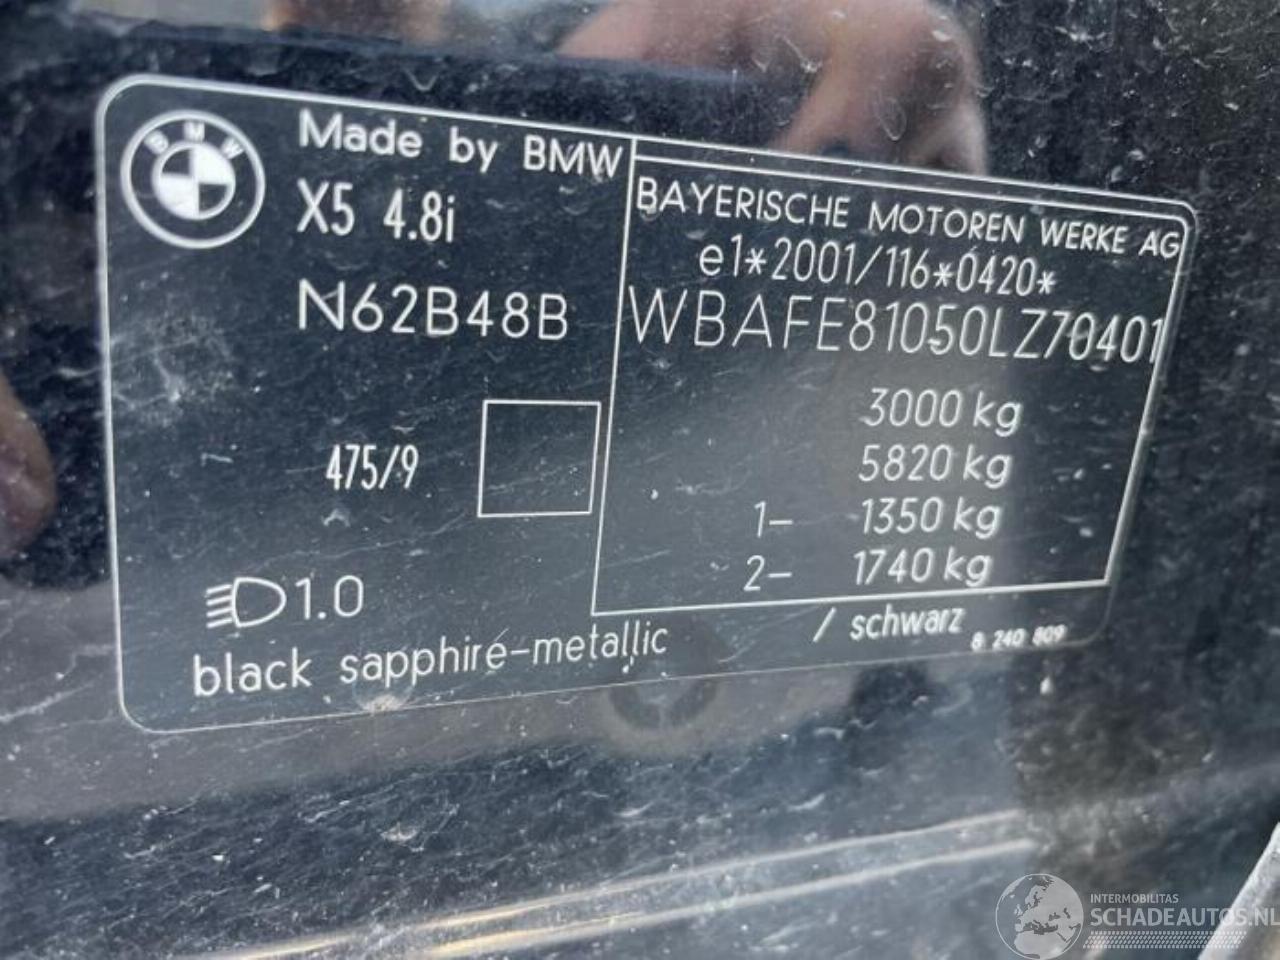 BMW
Made by BMW
X5 4.8i
N62B48B
475/9
1.0
black sapphire-metallic / schwarz
8 240 809
BAYERISCHE MOTOREN WERKE AG
e1*2001/116*0420*
WBAFE81050LZ70401
3000 kg
5820 kg
1- 1350 kg
2- 1740 kg
INTERMOBILITAS
SCHADEAUTOS.NL